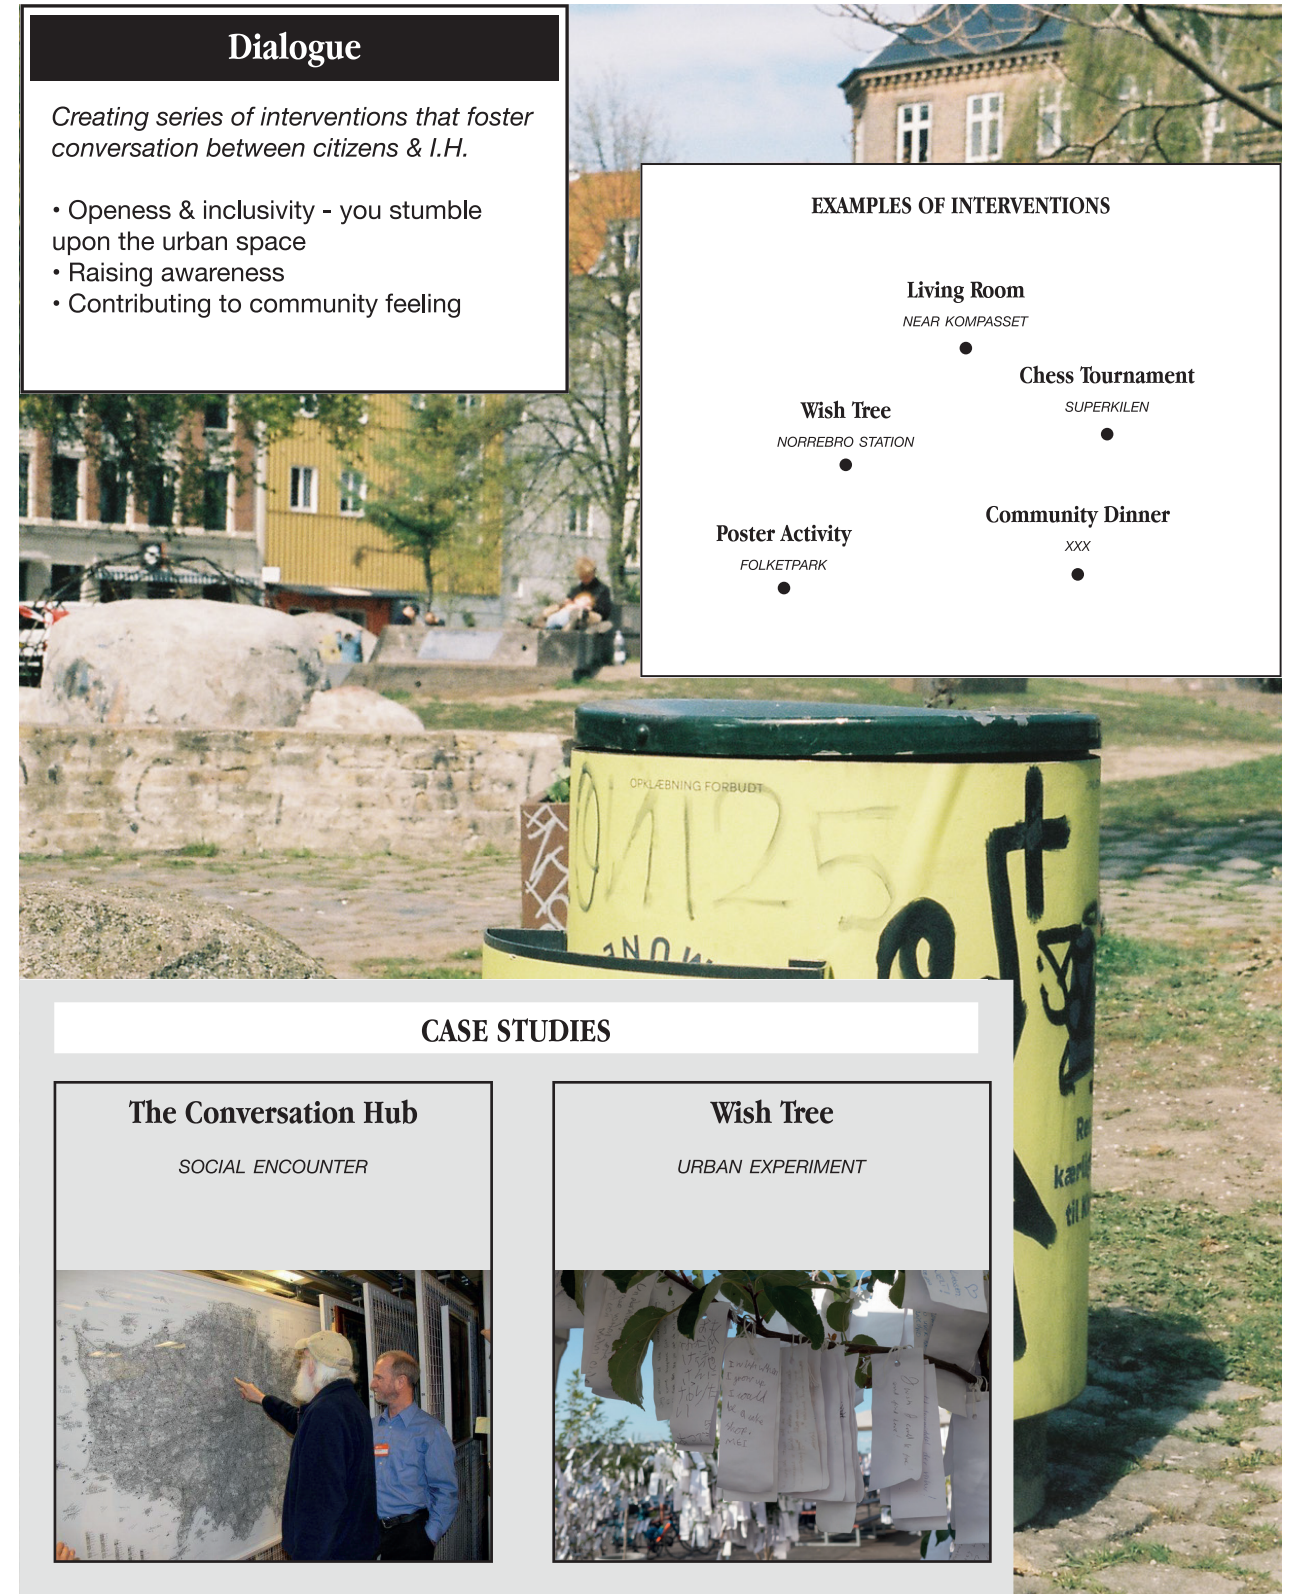 Dialogue
Creating series of interventions that foster
conversation between citizens & I.H.
• Openess & inclusivity - you stumble
upon the urban space
• Raising awareness
• Contributing to community feeling
EXAMPLES OF INTERVENTIONS
Living Room
NEAR KOMPASSET
Chess Tournament
SUPERKILEN
Wish Tree
NORREBRO STATION
Community Dinner
XXX
Poster Activity
FOLKETPARK
OPKLÆBNING FORBUDT
CASE STUDIES
The Conversation Hub
SOCIAL ENCOUNTER
Wish Tree
URBAN EXPERIMENT